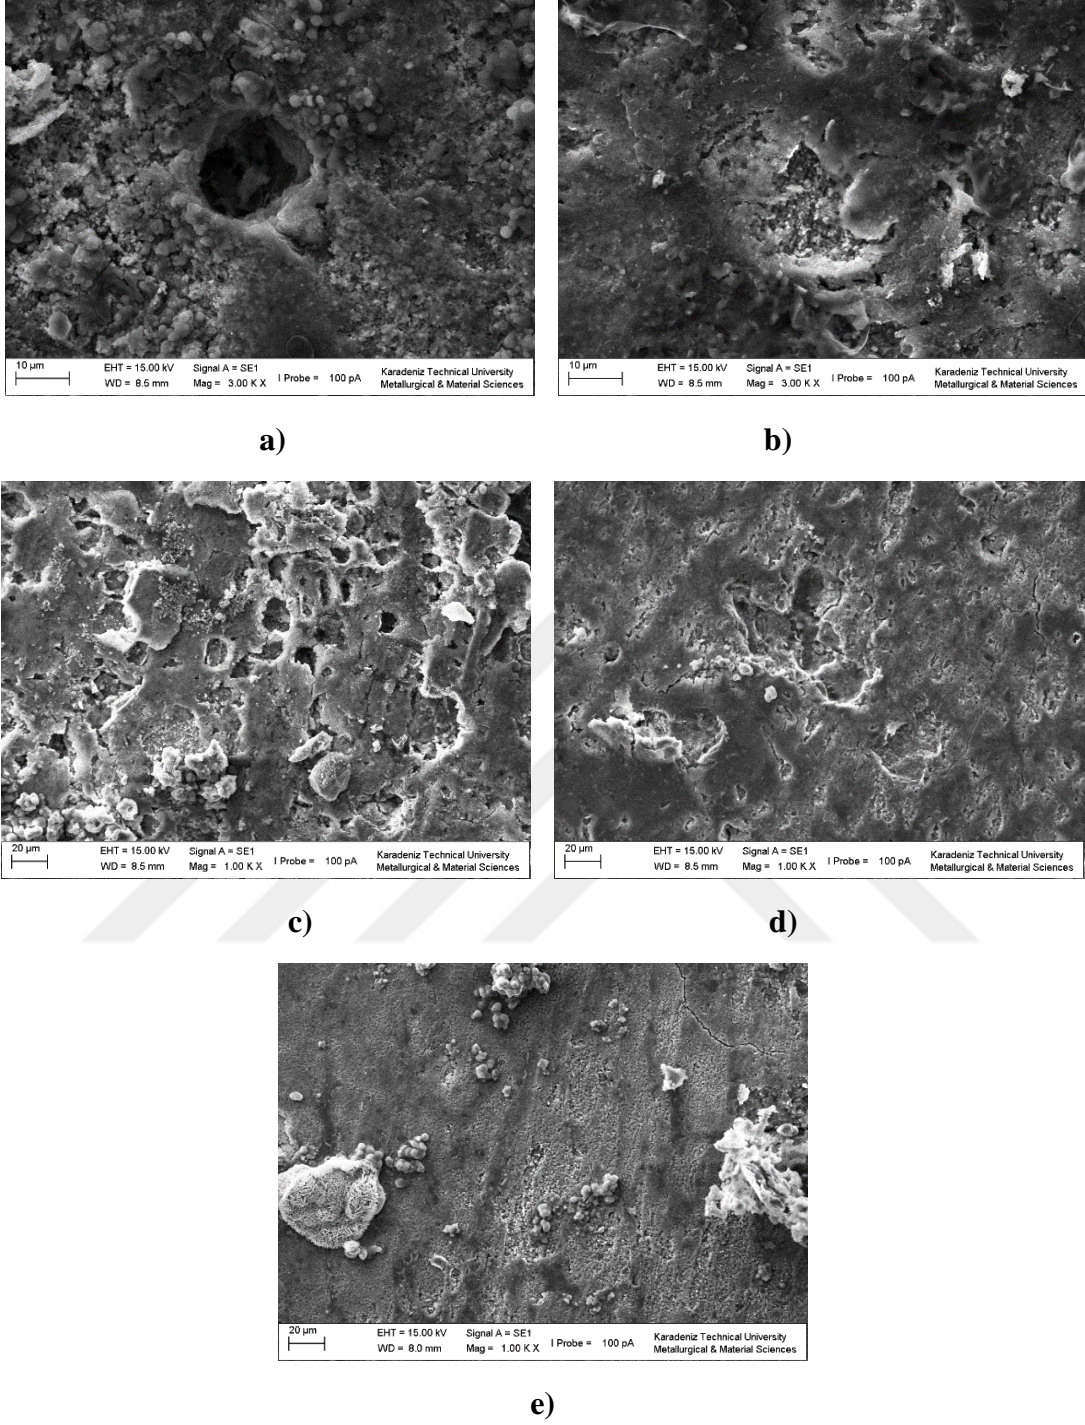 10 µm
EHT = 15.00 kV Signal A = SE1 I Probe = 100 pA Karadeniz Technical University
WD = 8.5 mm Mag = 3.00 K X Metallurgical & Material Sciences
10 µm
EHT = 15.00 kV Signal A = SE1 I Probe = 100 pA Karadeniz Technical University
WD = 8.5 mm Mag = 3.00 K X Metallurgical & Material Sciences
a)
b)
20 µm
EHT = 15.00 kV Signal A = SE1 I Probe = 100 pA Karadeniz Technical University
WD = 8.5 mm Mag = 1.00 K X Metallurgical & Material Sciences
20 µm
EHT = 15.00 kV Signal A = SE1 I Probe = 100 pA Karadeniz Technical University
WD = 8.5 mm Mag = 1.00 K X Metallurgical & Material Sciences
c)
d)
20 µm
EHT = 15.00 kV Signal A = SE1 I Probe = 100 pA Karadeniz Technical University
WD = 8.0 mm Mag = 1.00 K X Metallurgical & Material Sciences
e)